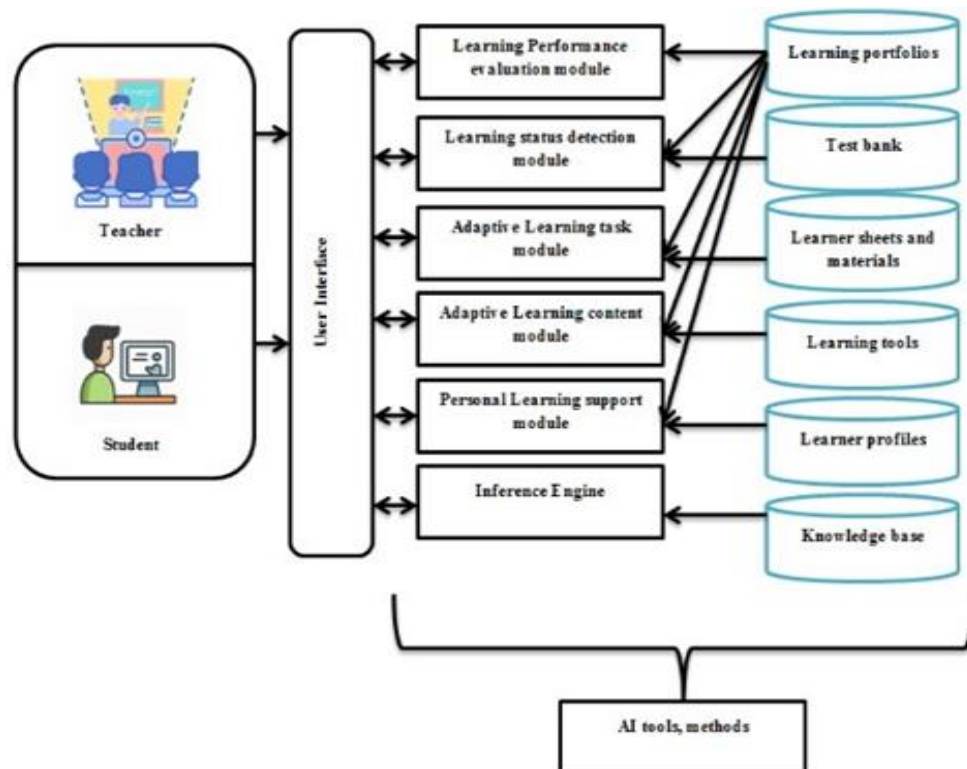 Teacher
Student
User Interface
Learning Performance
evaluation module
Learning status detection
module
Adaptive Learning task
module
Adaptive Learning content
module
Personal Learning support
module
Inference Engine
Learning portfolios
Test bank
Learner sheets and
materials
Learning tools
Learner profiles
Knowledge base
AI tools, methods